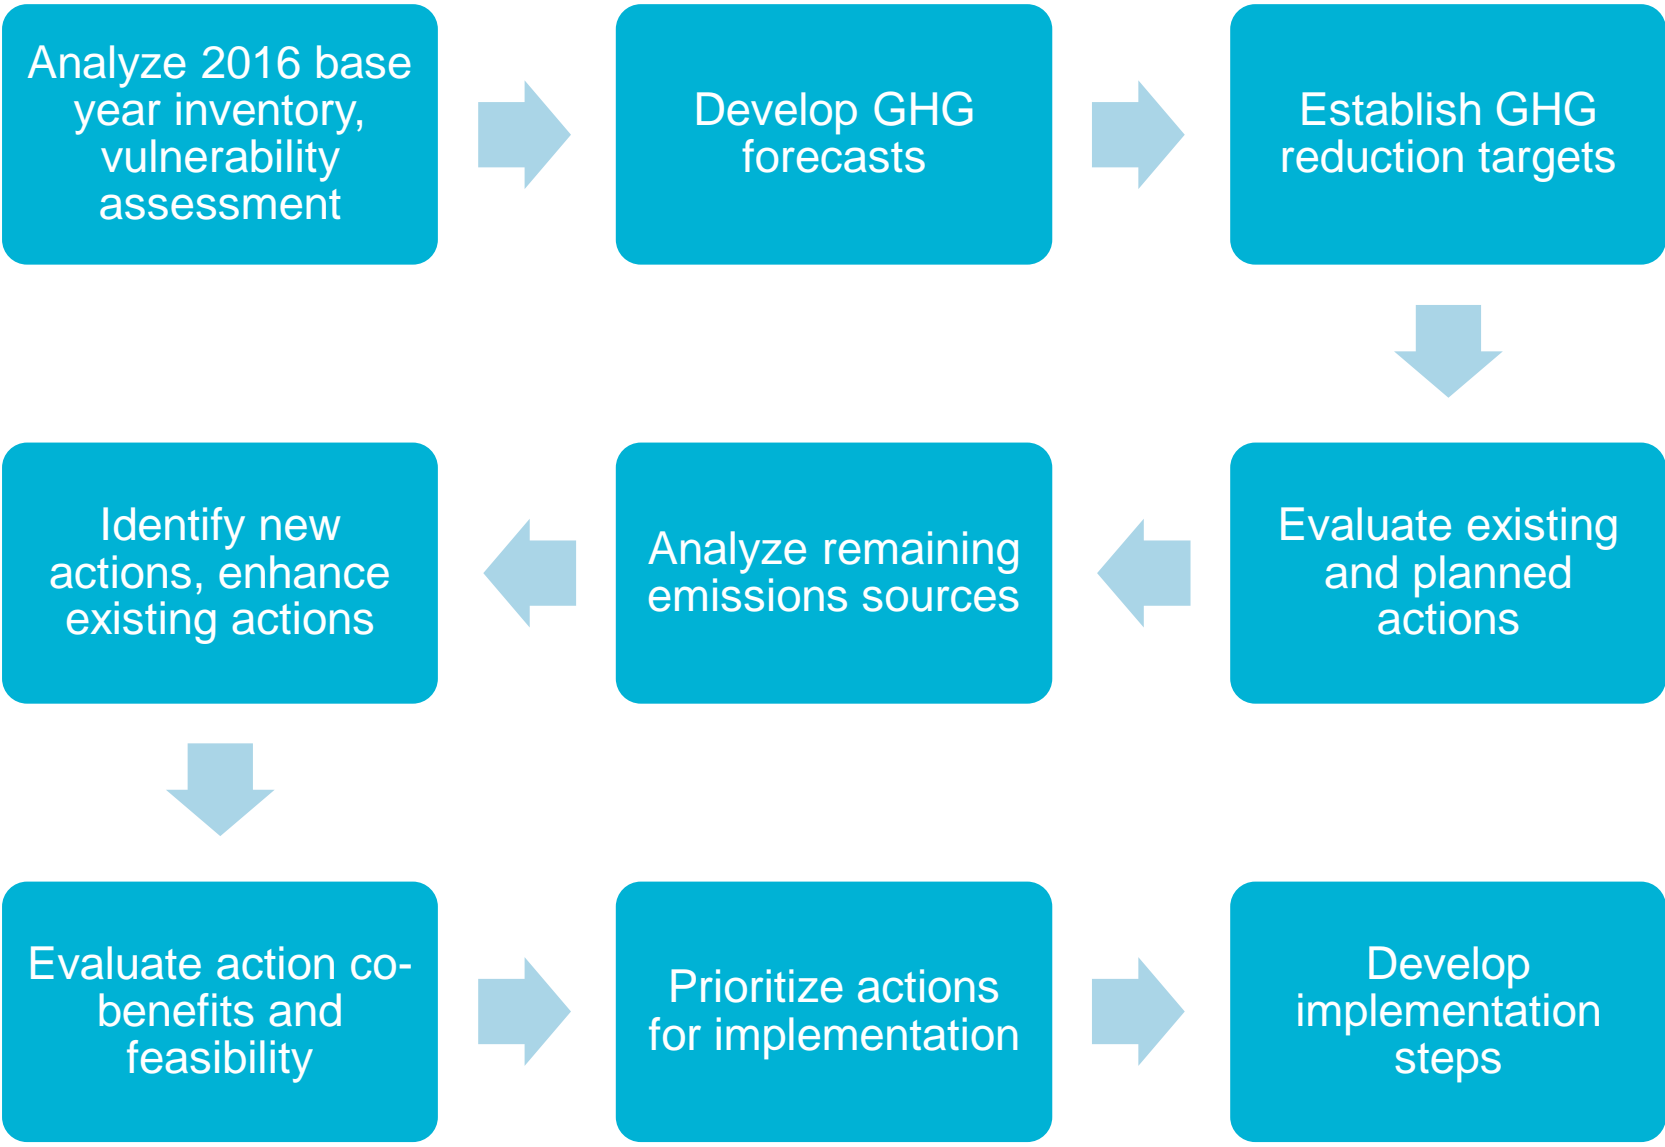 Analyze 2016 base
year inventory,
vulnerability
assessment
Develop GHG
forecasts
Establish GHG
reduction targets
Evaluate existing
and planned
actions
Analyze remaining
emissions sources
Identify new
actions, enhance
existing actions
Evaluate action co-
benefits and
feasibility
Prioritize actions
for implementation
Develop
implementation
steps